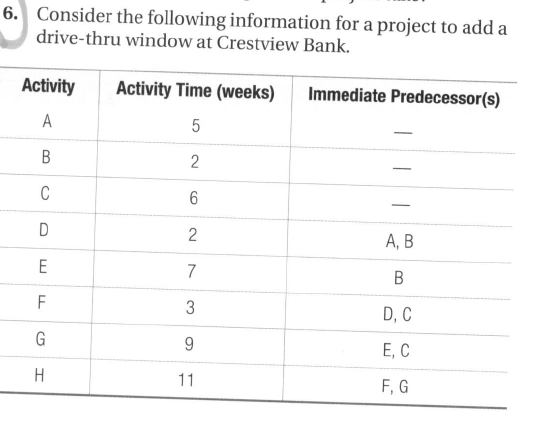 6. Consider the following information for a project to add a
drive-thru window at Crestview Bank.
Activity Activity Time (weeks) Immediate Predecessor(s)
A 5 —
B 2 —
C 6 —
D 2 A, B
E 7 B
F 3 D, C
G 9 E, C
H 11 F, G